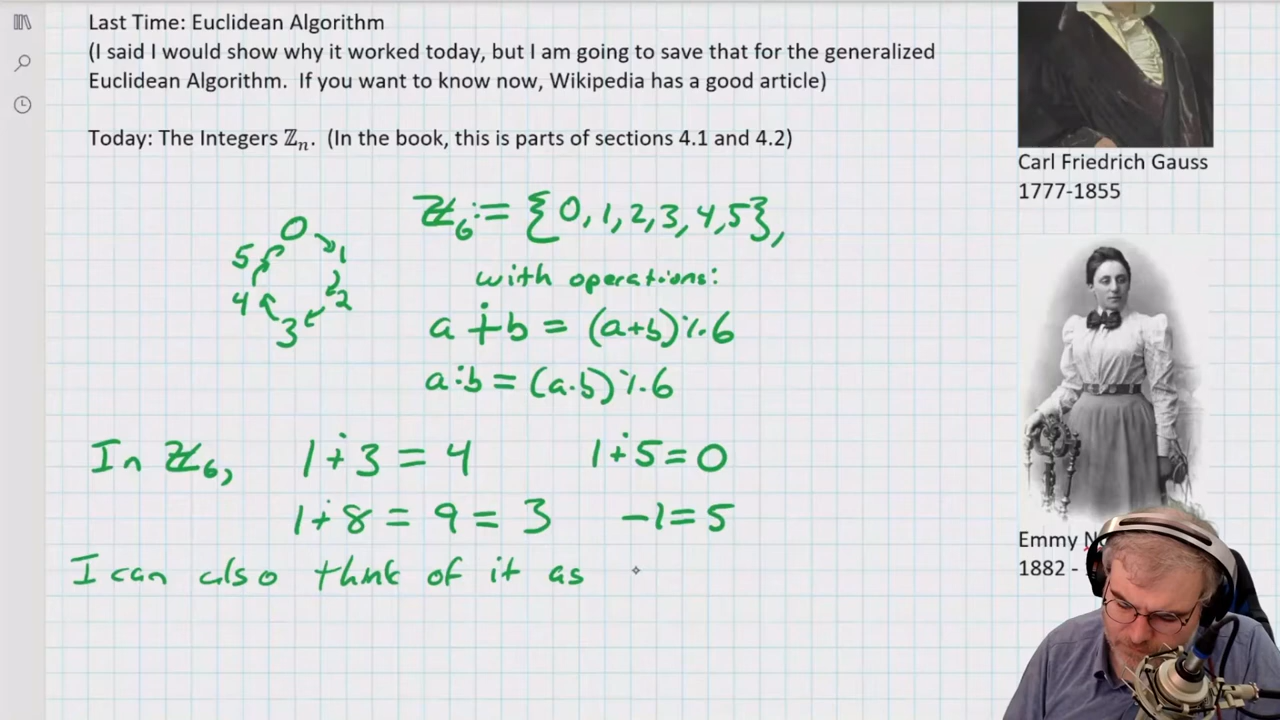 Last Time: Euclidean Algorithm
(I said I would show why it worked today, but I am going to save that for the generalized
Euclidean Algorithm.  If you want to know now, Wikipedia has a good article)
Today: The Integers ℤₙ.  (In the book, this is parts of sections 4.1 and 4.2)
Carl Friedrich Gauss
1777-1855
0
5 1
4 2
3
ℤ₆ := {0, 1, 2, 3, 4, 5},
with operations:
a ∔ b = (a+b)%6
a ⋅: b = (a·b)%6
In ℤ₆, 1 ∔ 3 = 4 1 ∔ 5 = 0
1 ∔ 8 = 9 = 3 -1 = 5
I can also think of it as
Emmy
1882 -